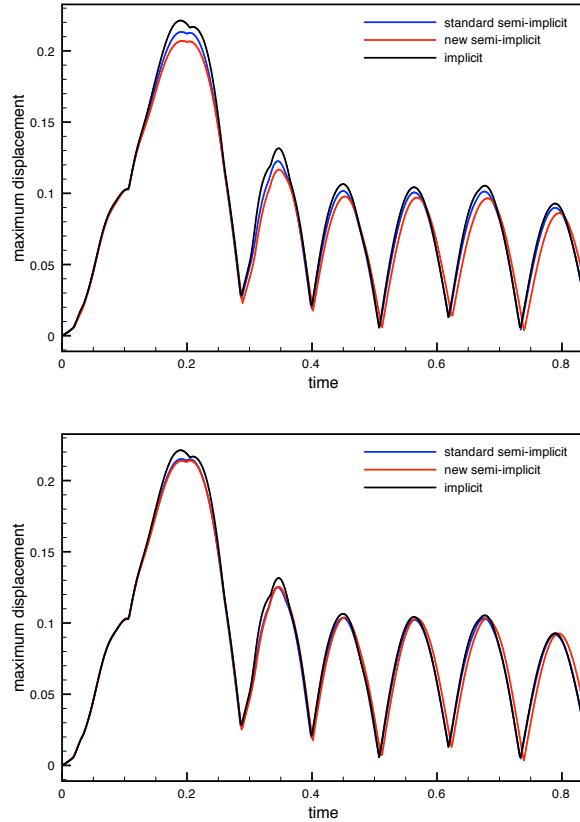 standard semi-implicit
new semi-implicit
implicit
maximum displacement
0.2
0.15
0.1
0.05
0
0 0.2 0.4 0.6 0.8
time
standard semi-implicit
new semi-implicit
implicit
maximum displacement
0.2
0.15
0.1
0.05
0
0 0.2 0.4 0.6 0.8
time